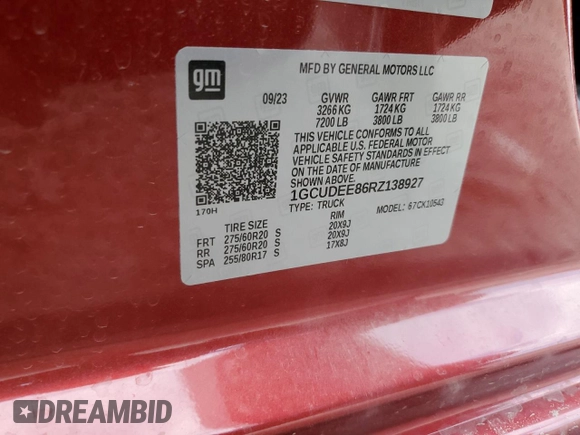 gm
MFD BY GENERAL MOTORS LLC
09/23 GVWR GAWR FRT GAWR RR
3266 KG 1724 KG 1724 KG
7200 LB 3800 LB 3800 LB
THIS VEHICLE CONFORMS TO ALL
APPLICABLE U.S. FEDERAL MOTOR
VEHICLE SAFETY STANDARDS IN EFFECT
ON THE DATE OF MANUFACTURE
SHOWN ABOVE.
1GCUDEE86RZ138927
170H
TYPE: TRUCK MODEL: 67CK10543
TIRE SIZE RIM
FRT 275/60R20 S 20X9J
RR 275/60R20 S 20X9J
SPA 255/80R17 S 17X8J
DREAMBID